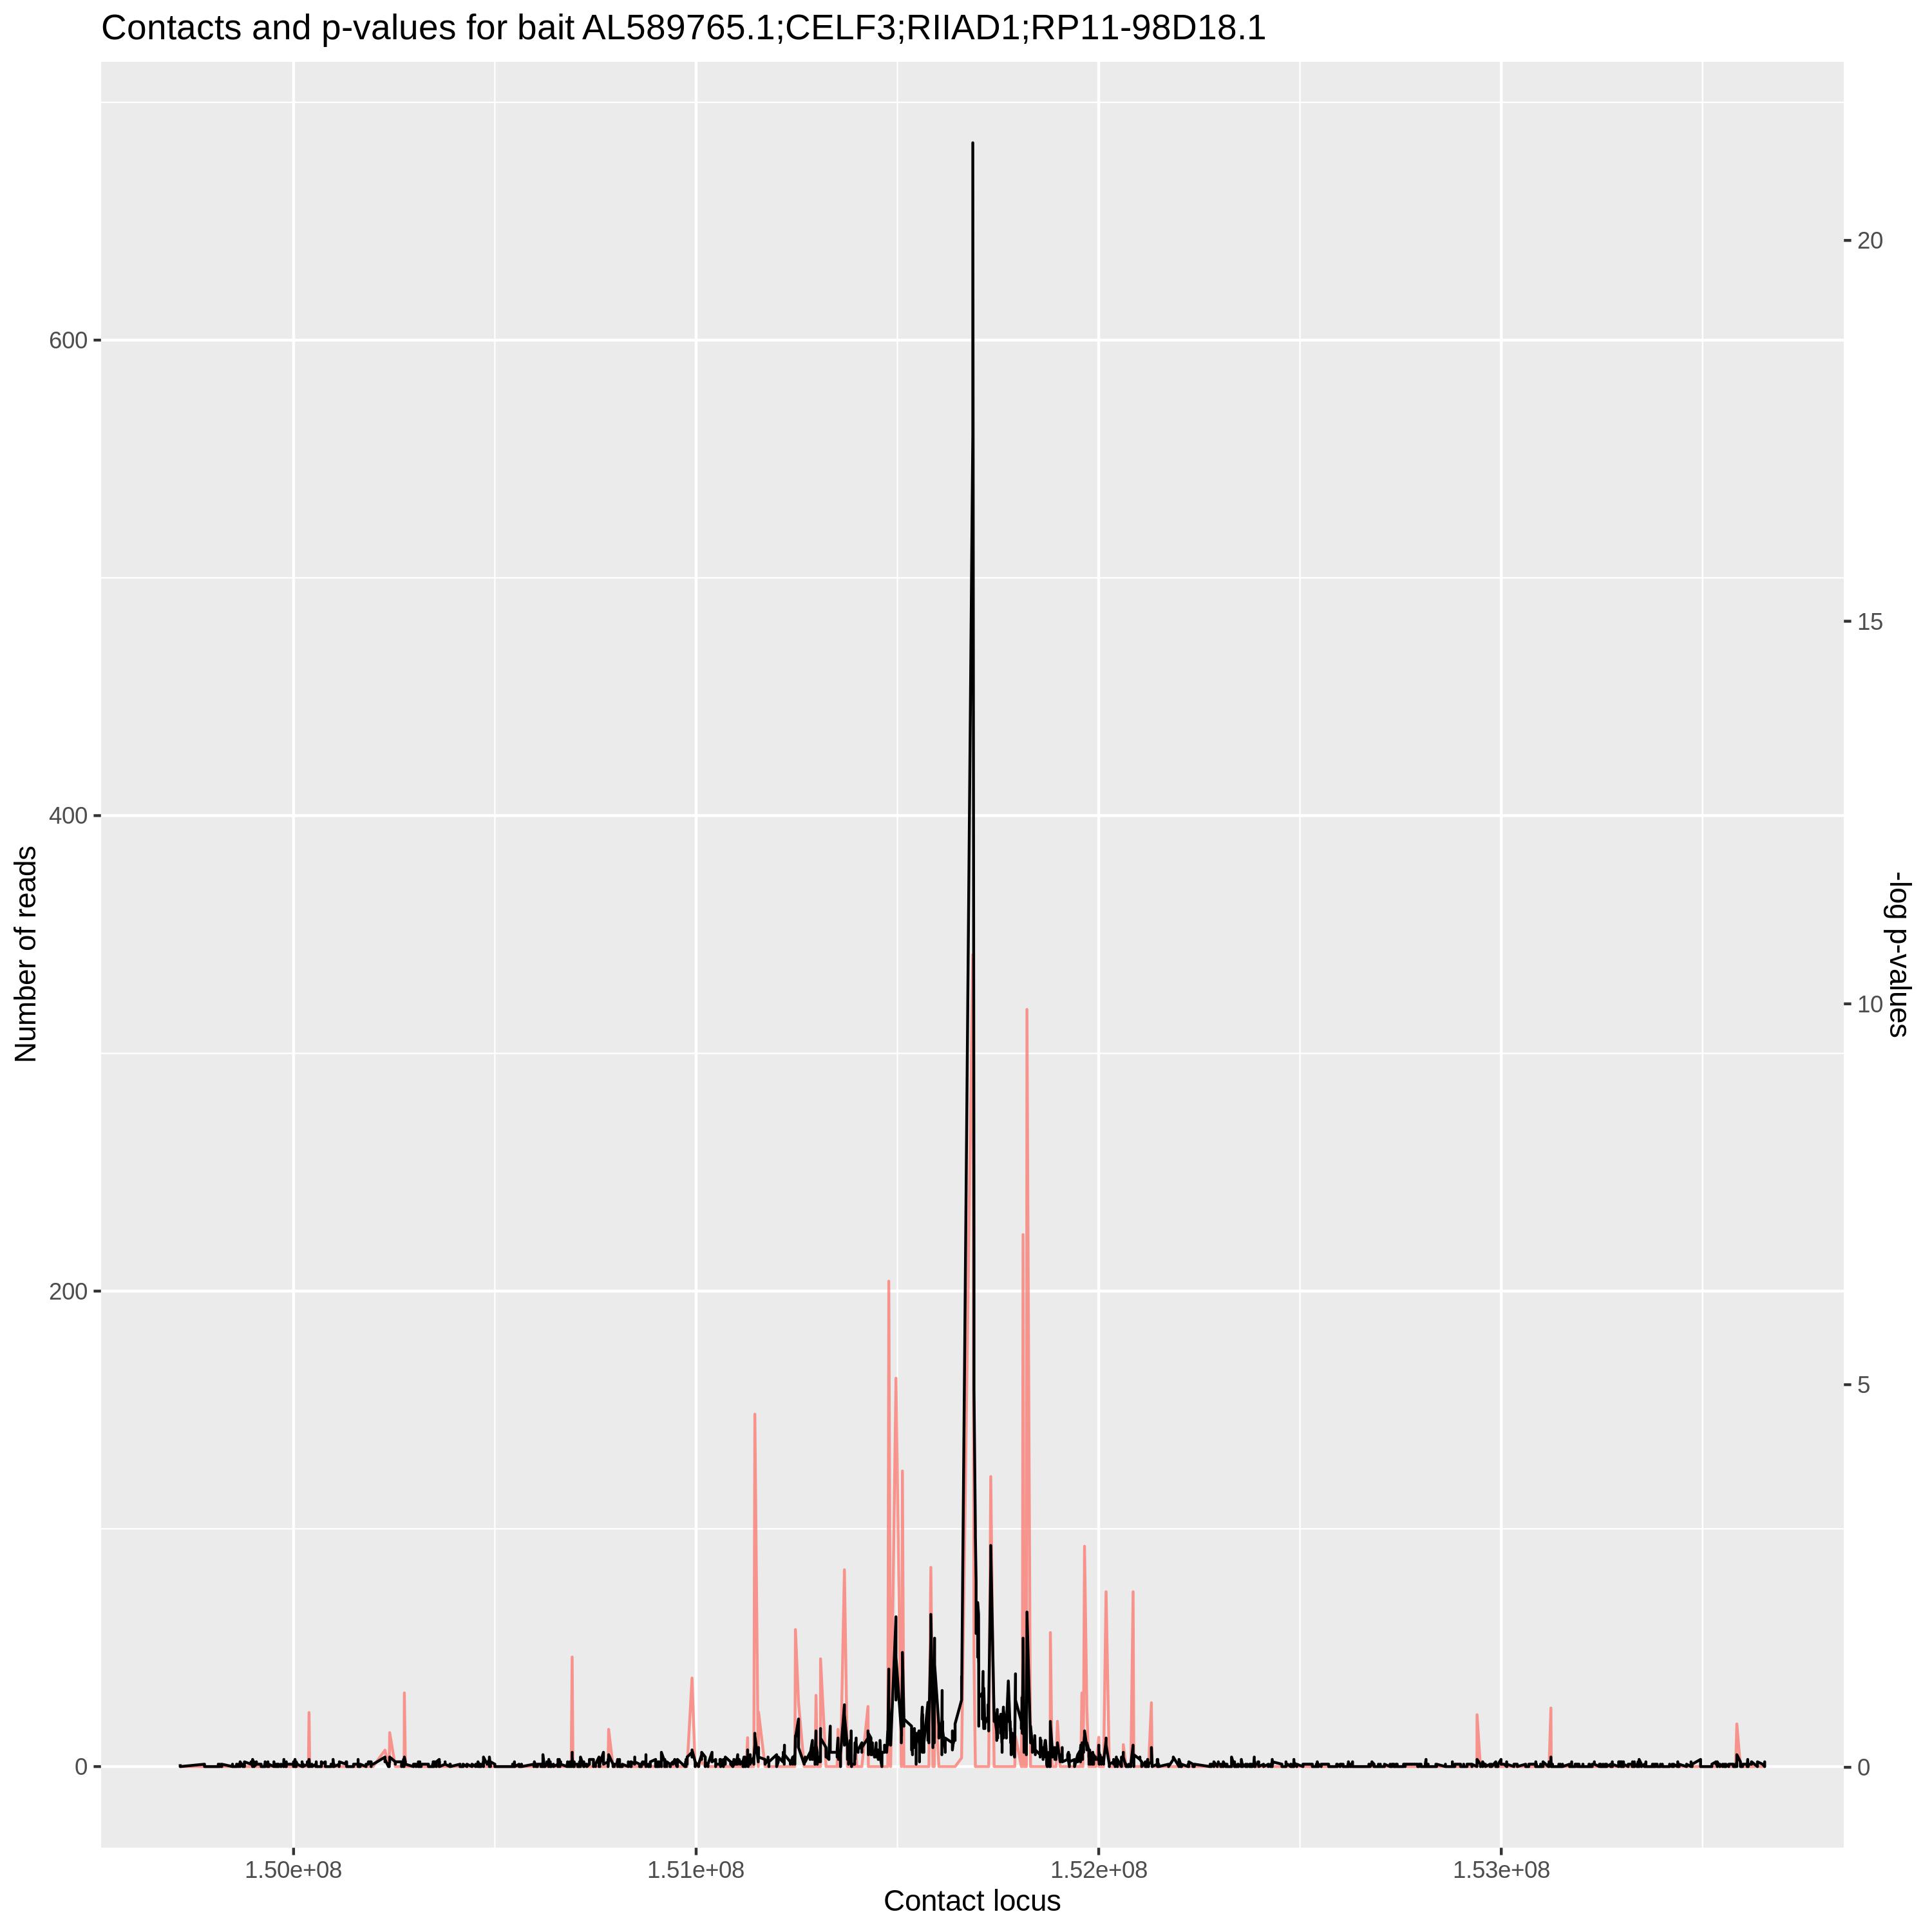 Contacts and p-values for bait AL589765.1;CELF3;RIIAD1;RP11-98D18.1
600
400
200
0
Number of reads
20
15
10
5
0
-log p-values
1.50e+08
1.51e+08
1.52e+08
1.53e+08
Contact locus